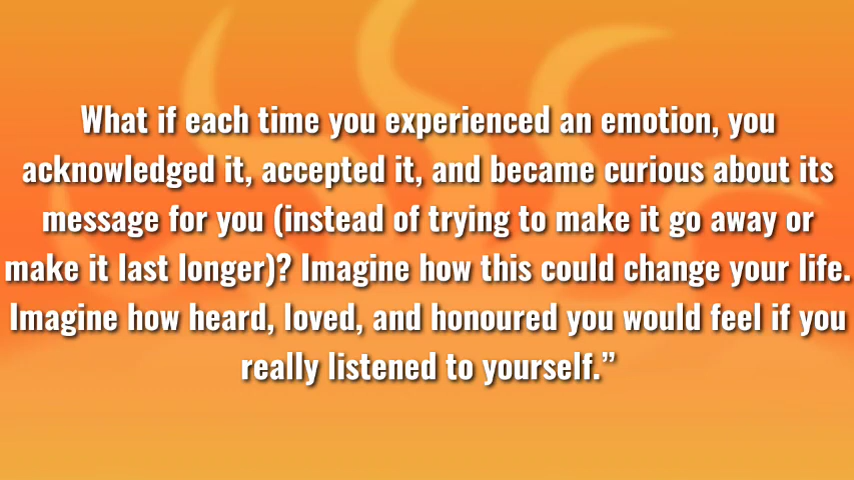 What if each time you experienced an emotion, you
acknowledged it, accepted it, and became curious about its
message for you (instead of trying to make it go away or
make it last longer)? Imagine how this could change your life.
Imagine how heard, loved, and honoured you would feel if you
really listened to yourself.”